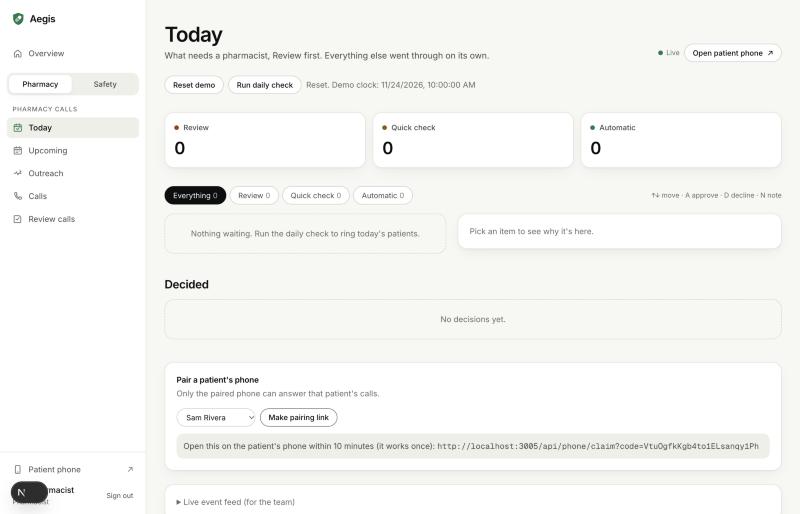 Aegis
Overview
Pharmacy
Safety
PHARMACY CALLS
Today
Upcoming
Outreach
Calls
Review calls
Patient phone
macist
Sign out
N
Today
What needs a pharmacist, Review first. Everything else went through on its own.
Live
Open patient phone ↗
Reset demo
Run daily check
Reset. Demo clock: 11/24/2026, 10:00:00 AM
Review
0
Quick check
0
Automatic
0
Everything 0
Review 0
Quick check 0
Automatic 0
↑↓ move · A approve · D decline · N note
Nothing waiting. Run the daily check to ring today's patients.
Pick an item to see why it's here.
Decided
No decisions yet.
Pair a patient's phone
Only the paired phone can answer that patient's calls.
Sam Rivera
Make pairing link
Open this on the patient's phone within 10 minutes (it works once): http://localhost:3005/api/phone/claim?code=VtuOgfkKgb4to1ELsanqy1Ph
Live event feed (for the team)